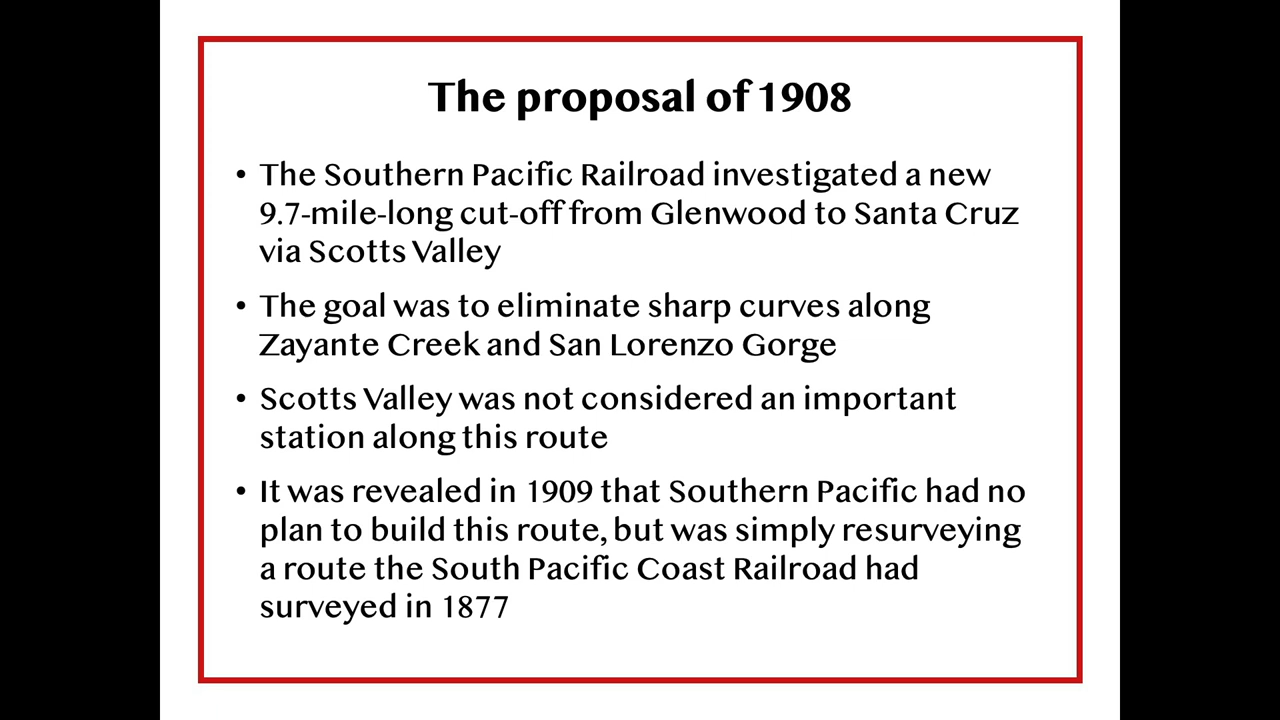 The proposal of 1908
• The Southern Pacific Railroad investigated a new
9.7-mile-long cut-off from Glenwood to Santa Cruz
via Scotts Valley
• The goal was to eliminate sharp curves along
Zayante Creek and San Lorenzo Gorge
• Scotts Valley was not considered an important
station along this route
• It was revealed in 1909 that Southern Pacific had no
plan to build this route, but was simply resurveying
a route the South Pacific Coast Railroad had
surveyed in 1877